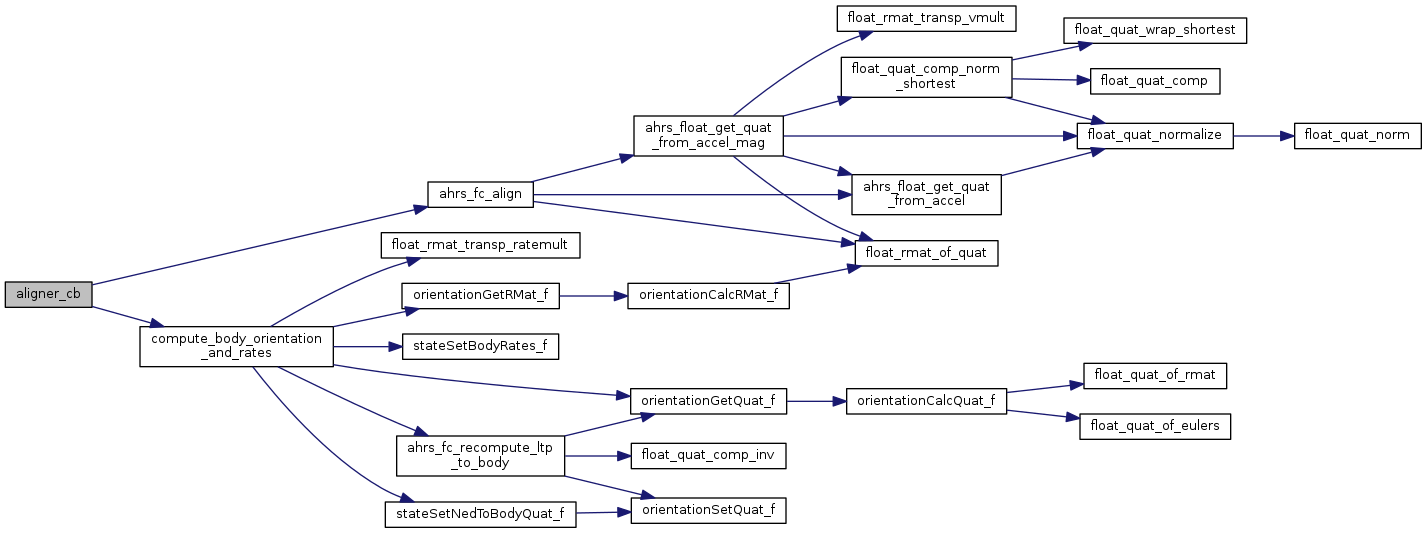 float_rmat_transp_vmult
float_quat_wrap_shortest
float_quat_comp_norm
_shortest
float_quat_comp
ahrs_float_get_quat
_from_accel_mag
float_quat_normalize
float_quat_norm
ahrs_fc_align
ahrs_float_get_quat
_from_accel
float_rmat_transp_ratemult
float_rmat_of_quat
aligner_cb
orientationGetRMat_f
orientationCalcRMat_f
compute_body_orientation
_and_rates
stateSetBodyRates_f
float_quat_of_rmat
orientationGetQuat_f
orientationCalcQuat_f
float_quat_of_eulers
ahrs_fc_recompute_ltp
_to_body
float_quat_comp_inv
stateSetNedToBodyQuat_f
orientationSetQuat_f